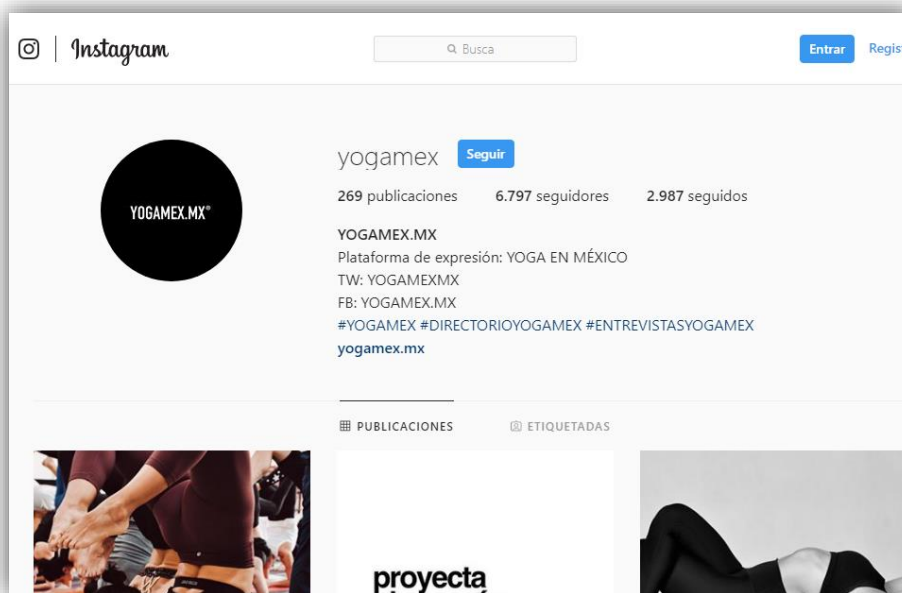 Instagram
Busca
Entrar
Regis
YOGAMEX.MX®
yogamex Seguir
269 publicaciones 6.797 seguidores 2.987 seguidos
YOGAMEX.MX
Plataforma de expresión: YOGA EN MÉXICO
TW: YOGAMEXMX
FB: YOGAMEX.MX
#YOGAMEX #DIRECTORIOYOGAMEX #ENTREVISTASYOGAMEX
yogamex.mx
PUBLICACIONES ETIQUETADAS
proyecta